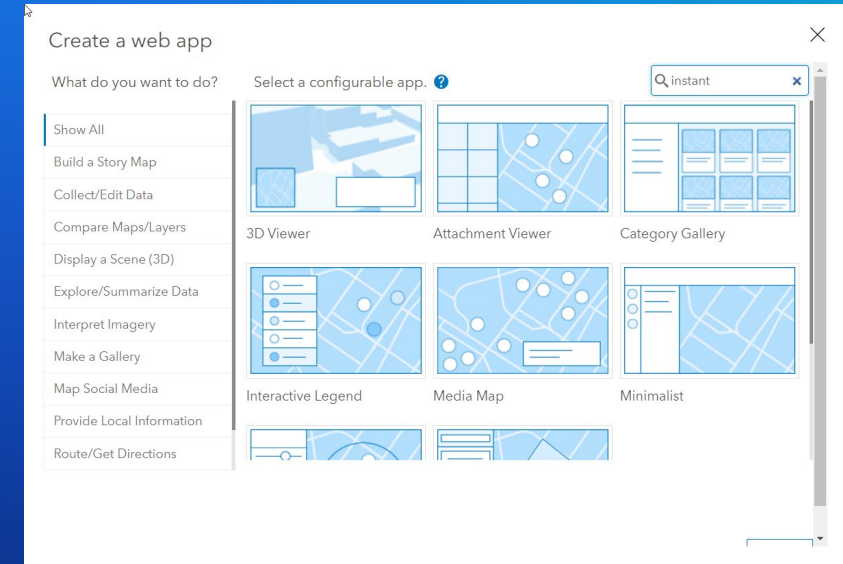 Create a web app
What do you want to do?
Select a configurable app.
?
instant
Show All
Build a Story Map
Collect/Edit Data
Compare Maps/Layers
Display a Scene (3D)
Explore/Summarize Data
Interpret Imagery
Make a Gallery
Map Social Media
Provide Local Information
Route/Get Directions
3D Viewer
Attachment Viewer
Category Gallery
Interactive Legend
Media Map
Minimalist